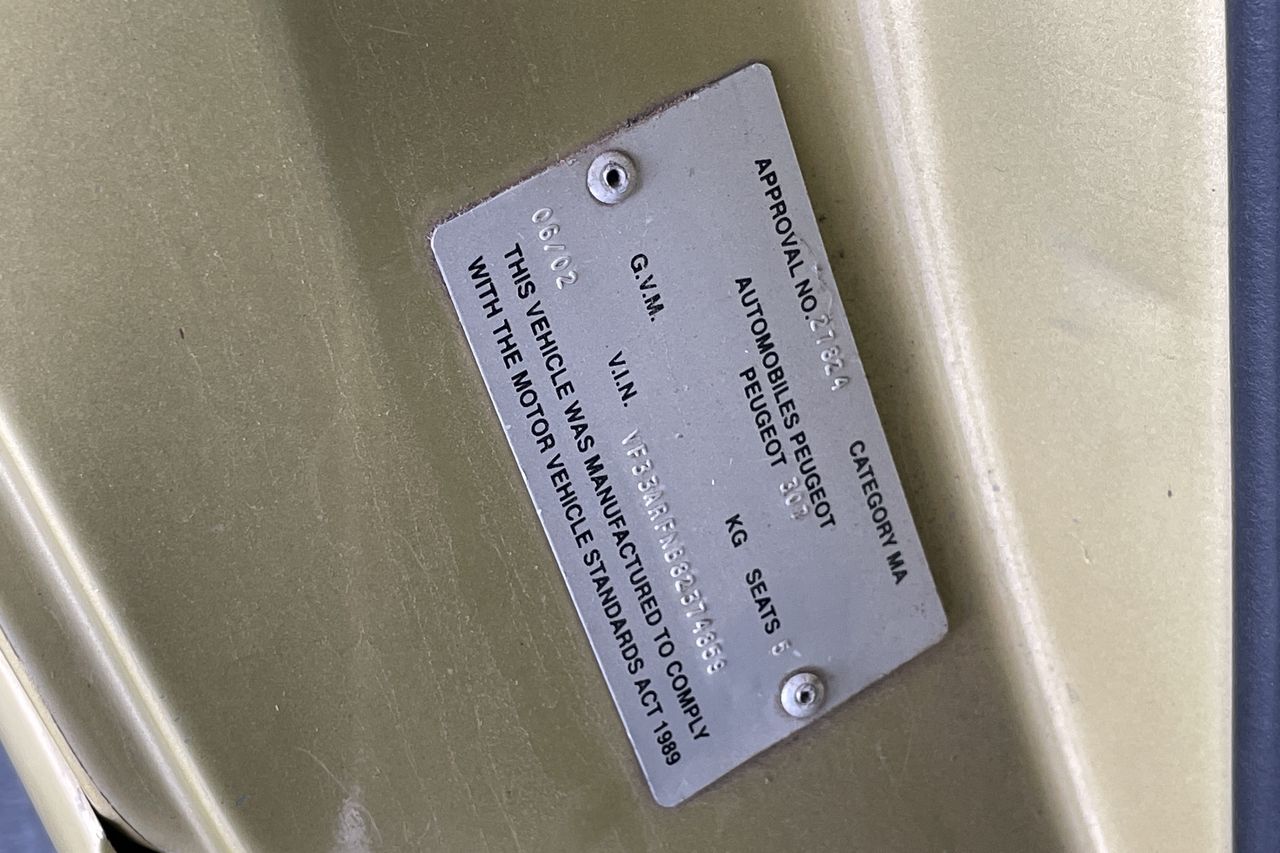 APPROVAL NO. 27824 CATEGORY MA
AUTOMOBILES PEUGEOT
PEUGEOT 307
G.V.M. KG SEATS 5
V.I.N. VF33ARFNB82374859
06/02
THIS VEHICLE WAS MANUFACTURED TO COMPLY
WITH THE MOTOR VEHICLE STANDARDS ACT 1989